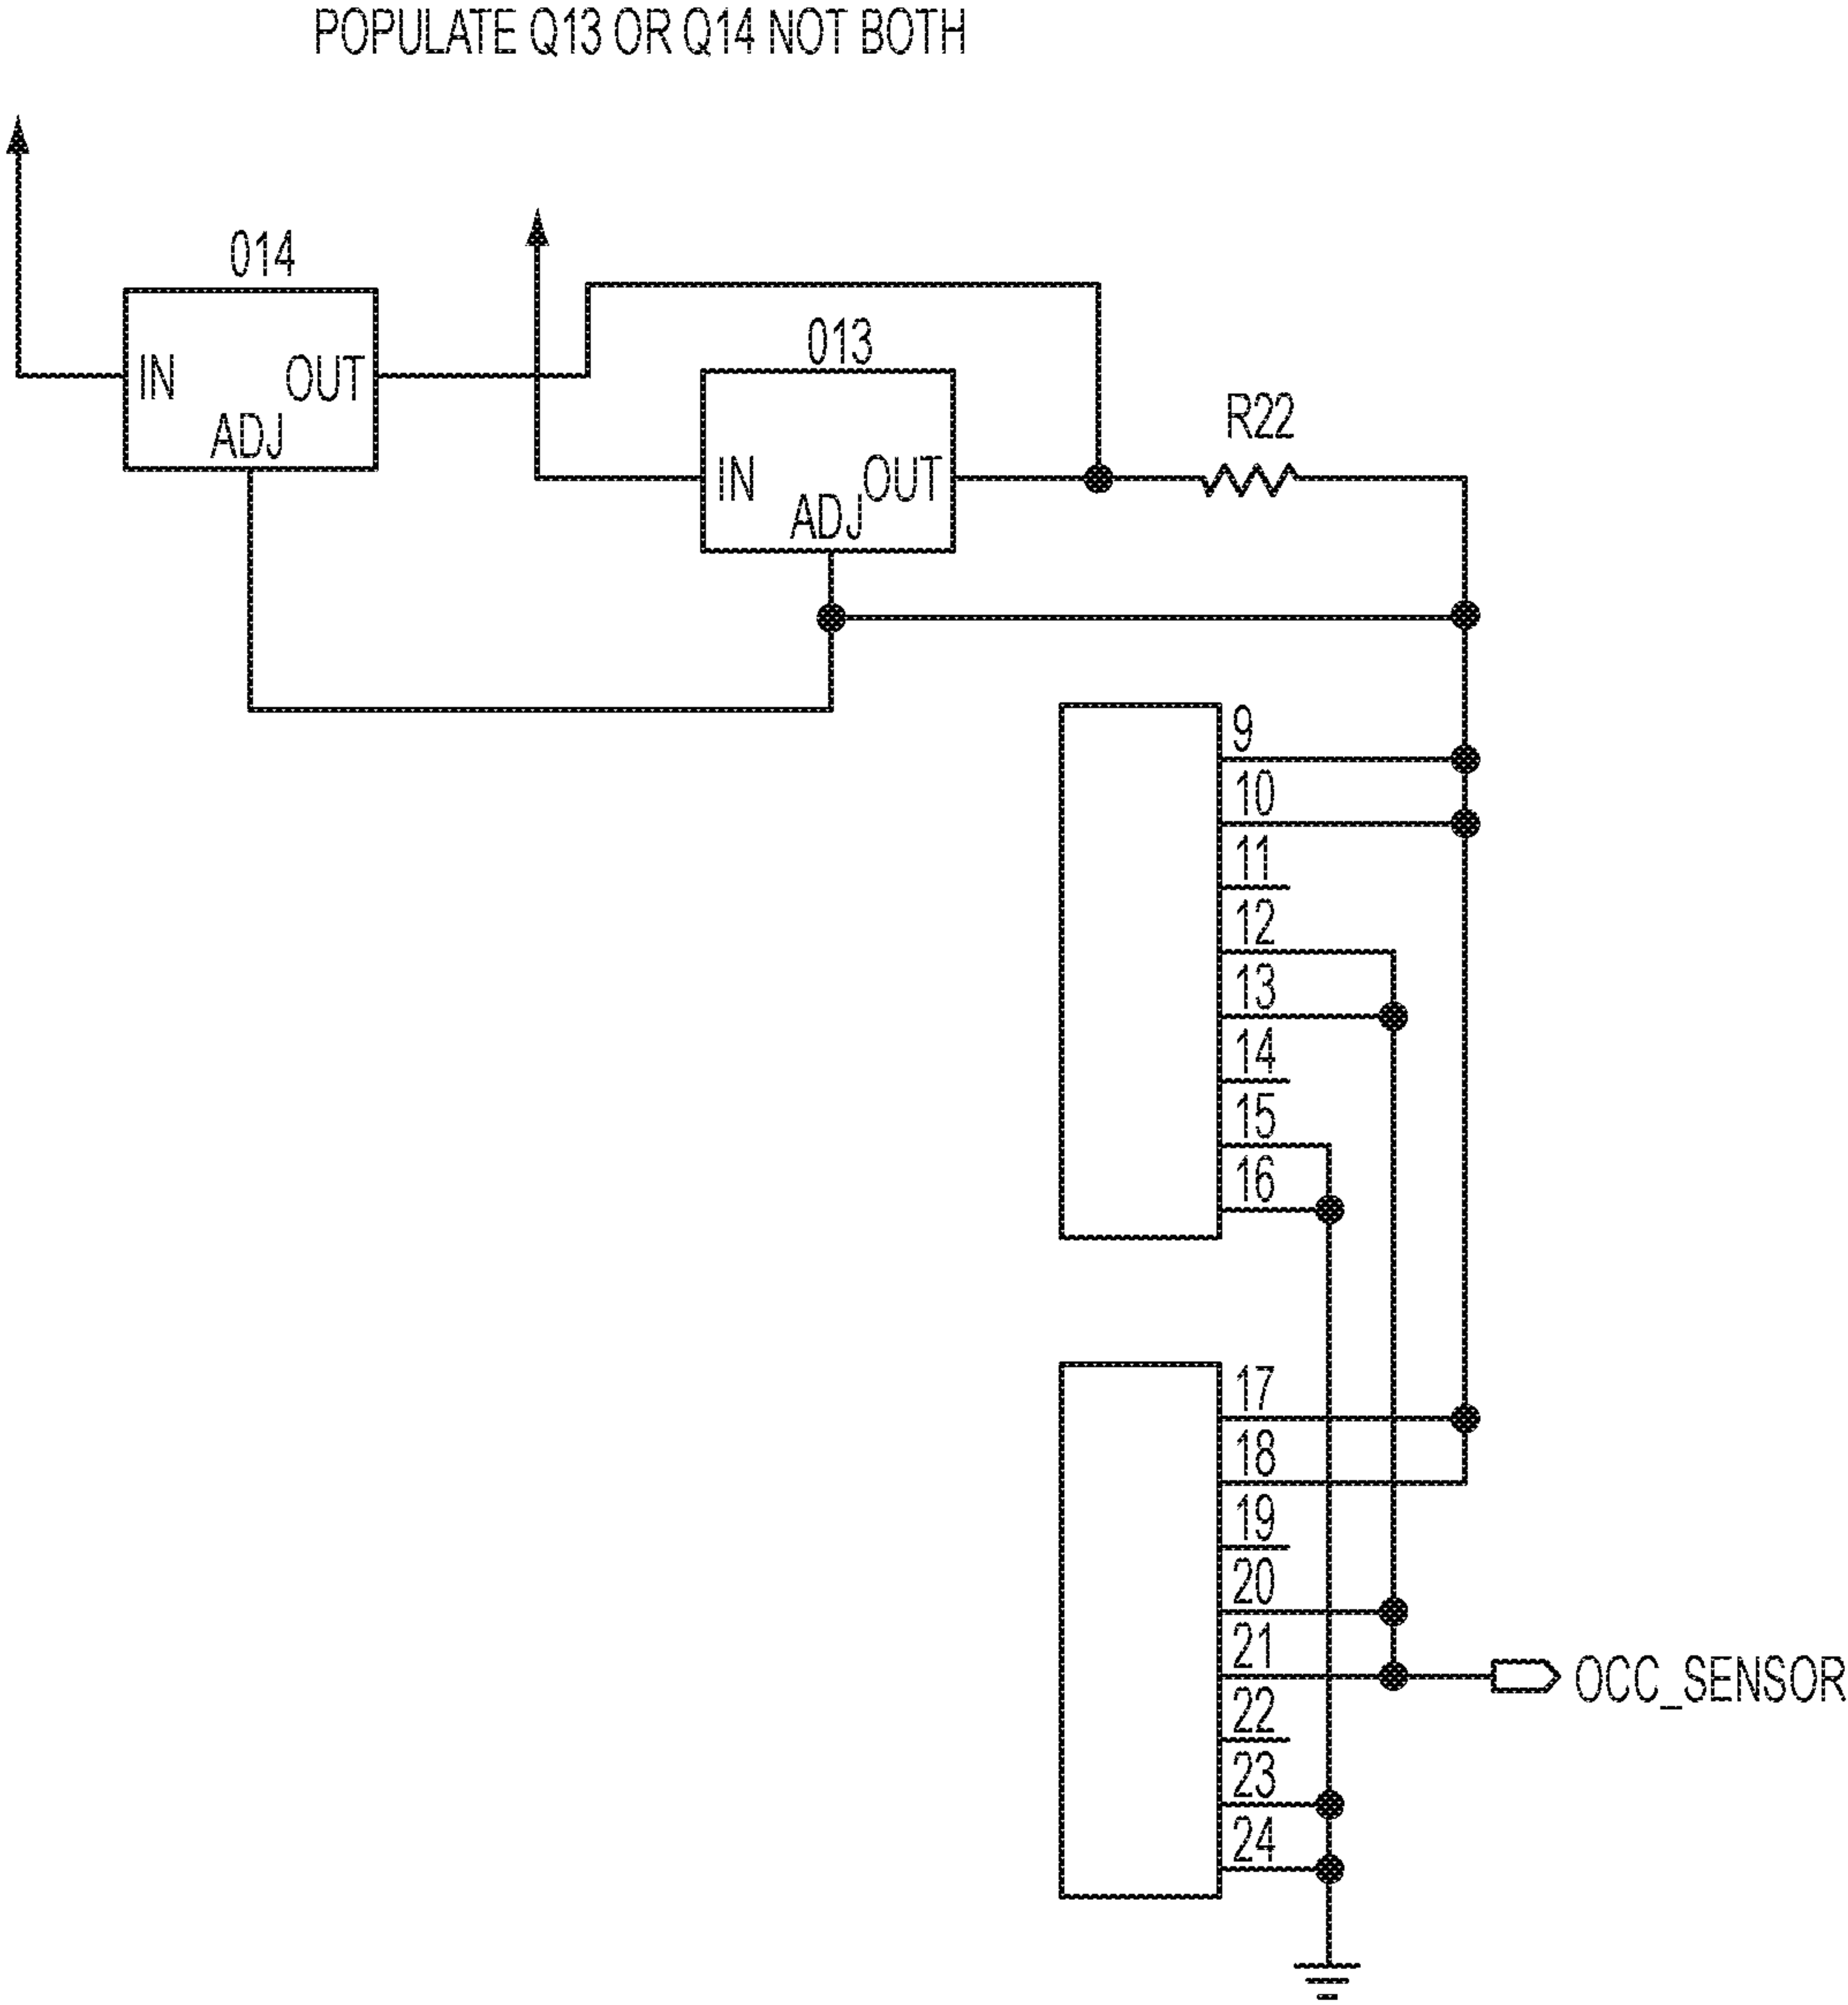 POPULATE Q13 OR Q14 NOT BOTH
014
IN
OUT
ADJ
013
IN
OUT
ADJ
R22
9
10
11
12
13
14
15
16
17
18
19
20
21
22
23
24
OCC_SENSOR